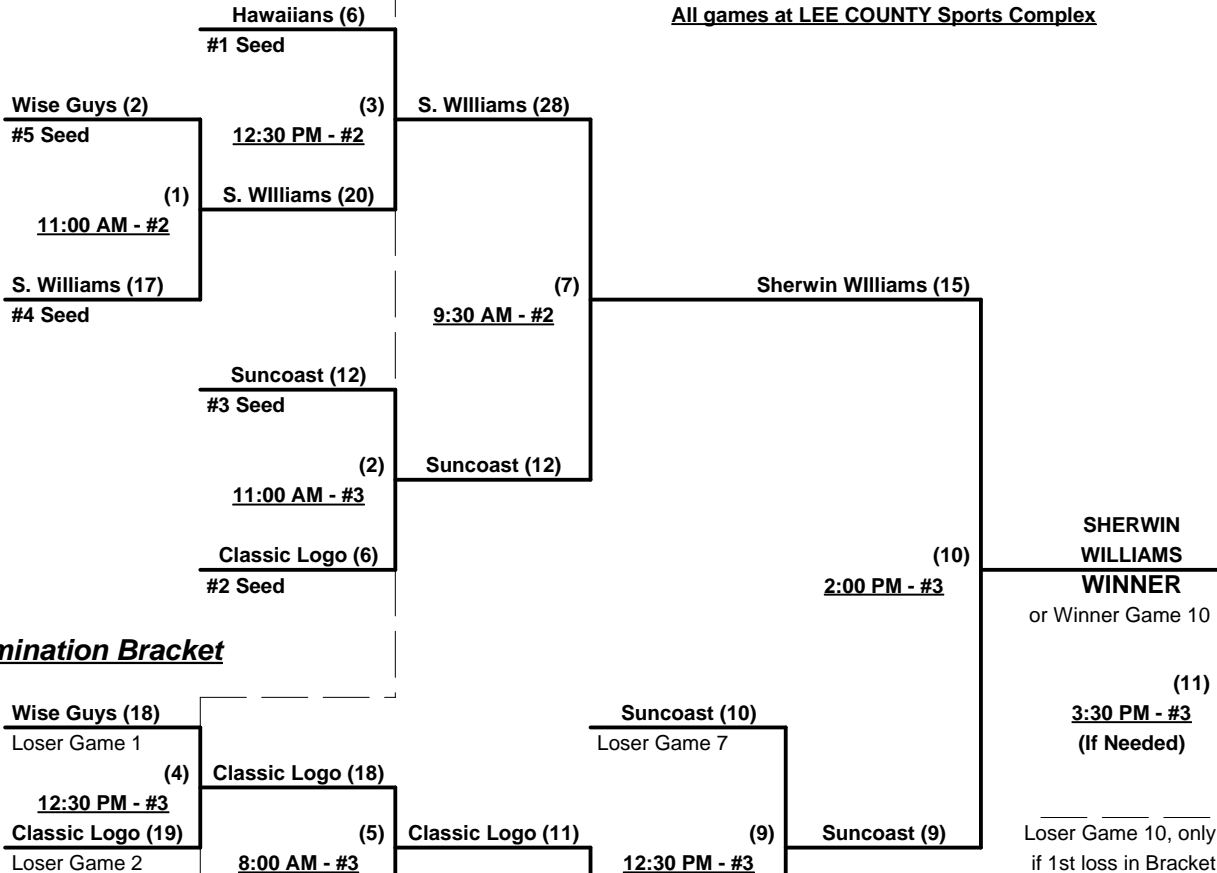 Hawaiians (6)
All games at LEE COUNTY Sports Complex
#1 Seed
Wise Guys (2)
(3)
S. WIlliams (28)
#5 Seed
12:30 PM - #2
(1)
S. WIlliams (20)
11:00 AM - #2
S. Williams (17)
(7)
Sherwin WIlliams (15)
#4 Seed
9:30 AM - #2
Suncoast (12)
#3 Seed
(2)
Suncoast (12)
11:00 AM - #3
SHERWIN
Classic Logo (6)
(10)
WILLIAMS
#2 Seed
2:00 PM - #3
WINNER
or Winner Game 10
mination Bracket
(11)
Wise Guys (18)
Suncoast (10)
3:30 PM - #3
Loser Game 1
Loser Game 7
(If Needed)
(4)
Classic Logo (18)
12:30 PM - #3
Classic Logo (19)
(5)
Classic Logo (11)
(9)
Suncoast (9)
Loser Game 10, only
Loser Game 2
8:00 AM - #3
12:30 PM - #3
if 1st loss in Bracket